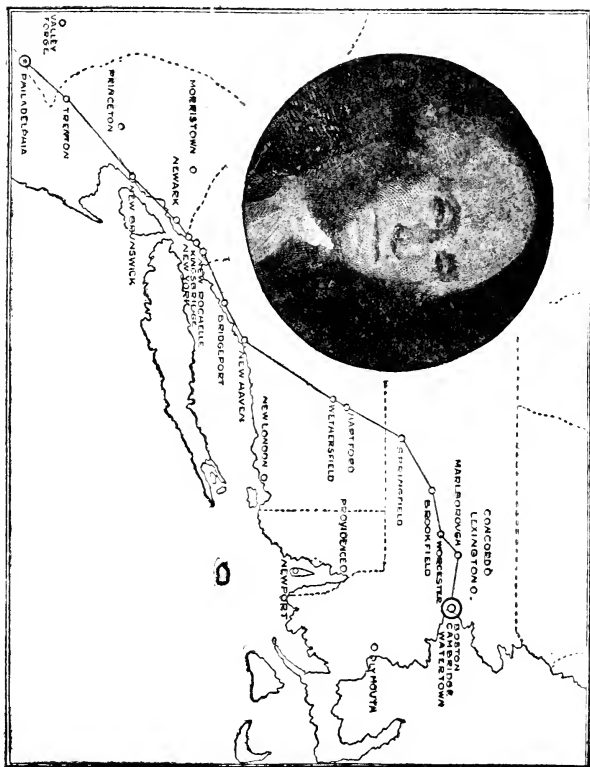 VALLEY
FORGE
PHILADELPHIA
TRENTON
PRINCETON
MORRISTOWN
NEWARK
NEW BRUNSWICK
NEW YORK
KINGSBRIDGE
NEW ROCHELLE
BRIDGEPORT
NEW HAVEN
NEW LONDON
WETHERSFIELD
HARTFORD
SPRINGFIELD
BROOKFIELD
WORCESTER
MARLBOROUGH
LEXINGTON
CONCORD
BOSTON
CAMBRIDGE
WATERTOWN
PROVIDENCE
NEWPORT
PLYMOUTH